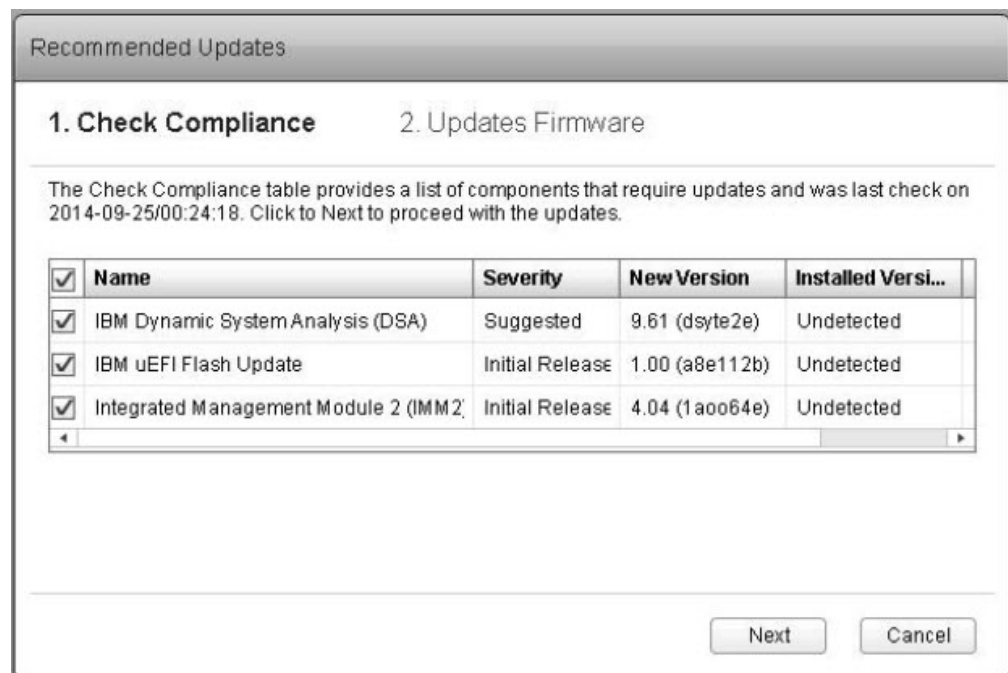 Recommended Updates
1. Check Compliance 2. Updates Firmware
The Check Compliance table provides a list of components that require updates and was last check on
2014-09-25/00:24:18. Click to Next to proceed with the updates.
Name Severity New Version Installed Versi...
IBM Dynamic System Analysis (DSA) Suggested 9.61 (dsyte2e) Undetected
IBM uEFI Flash Update Initial Release 1.00 (a8e112b) Undetected
Integrated Management Module 2 (IMM2) Initial Release 4.04 (1aoo64e) Undetected
Next Cancel